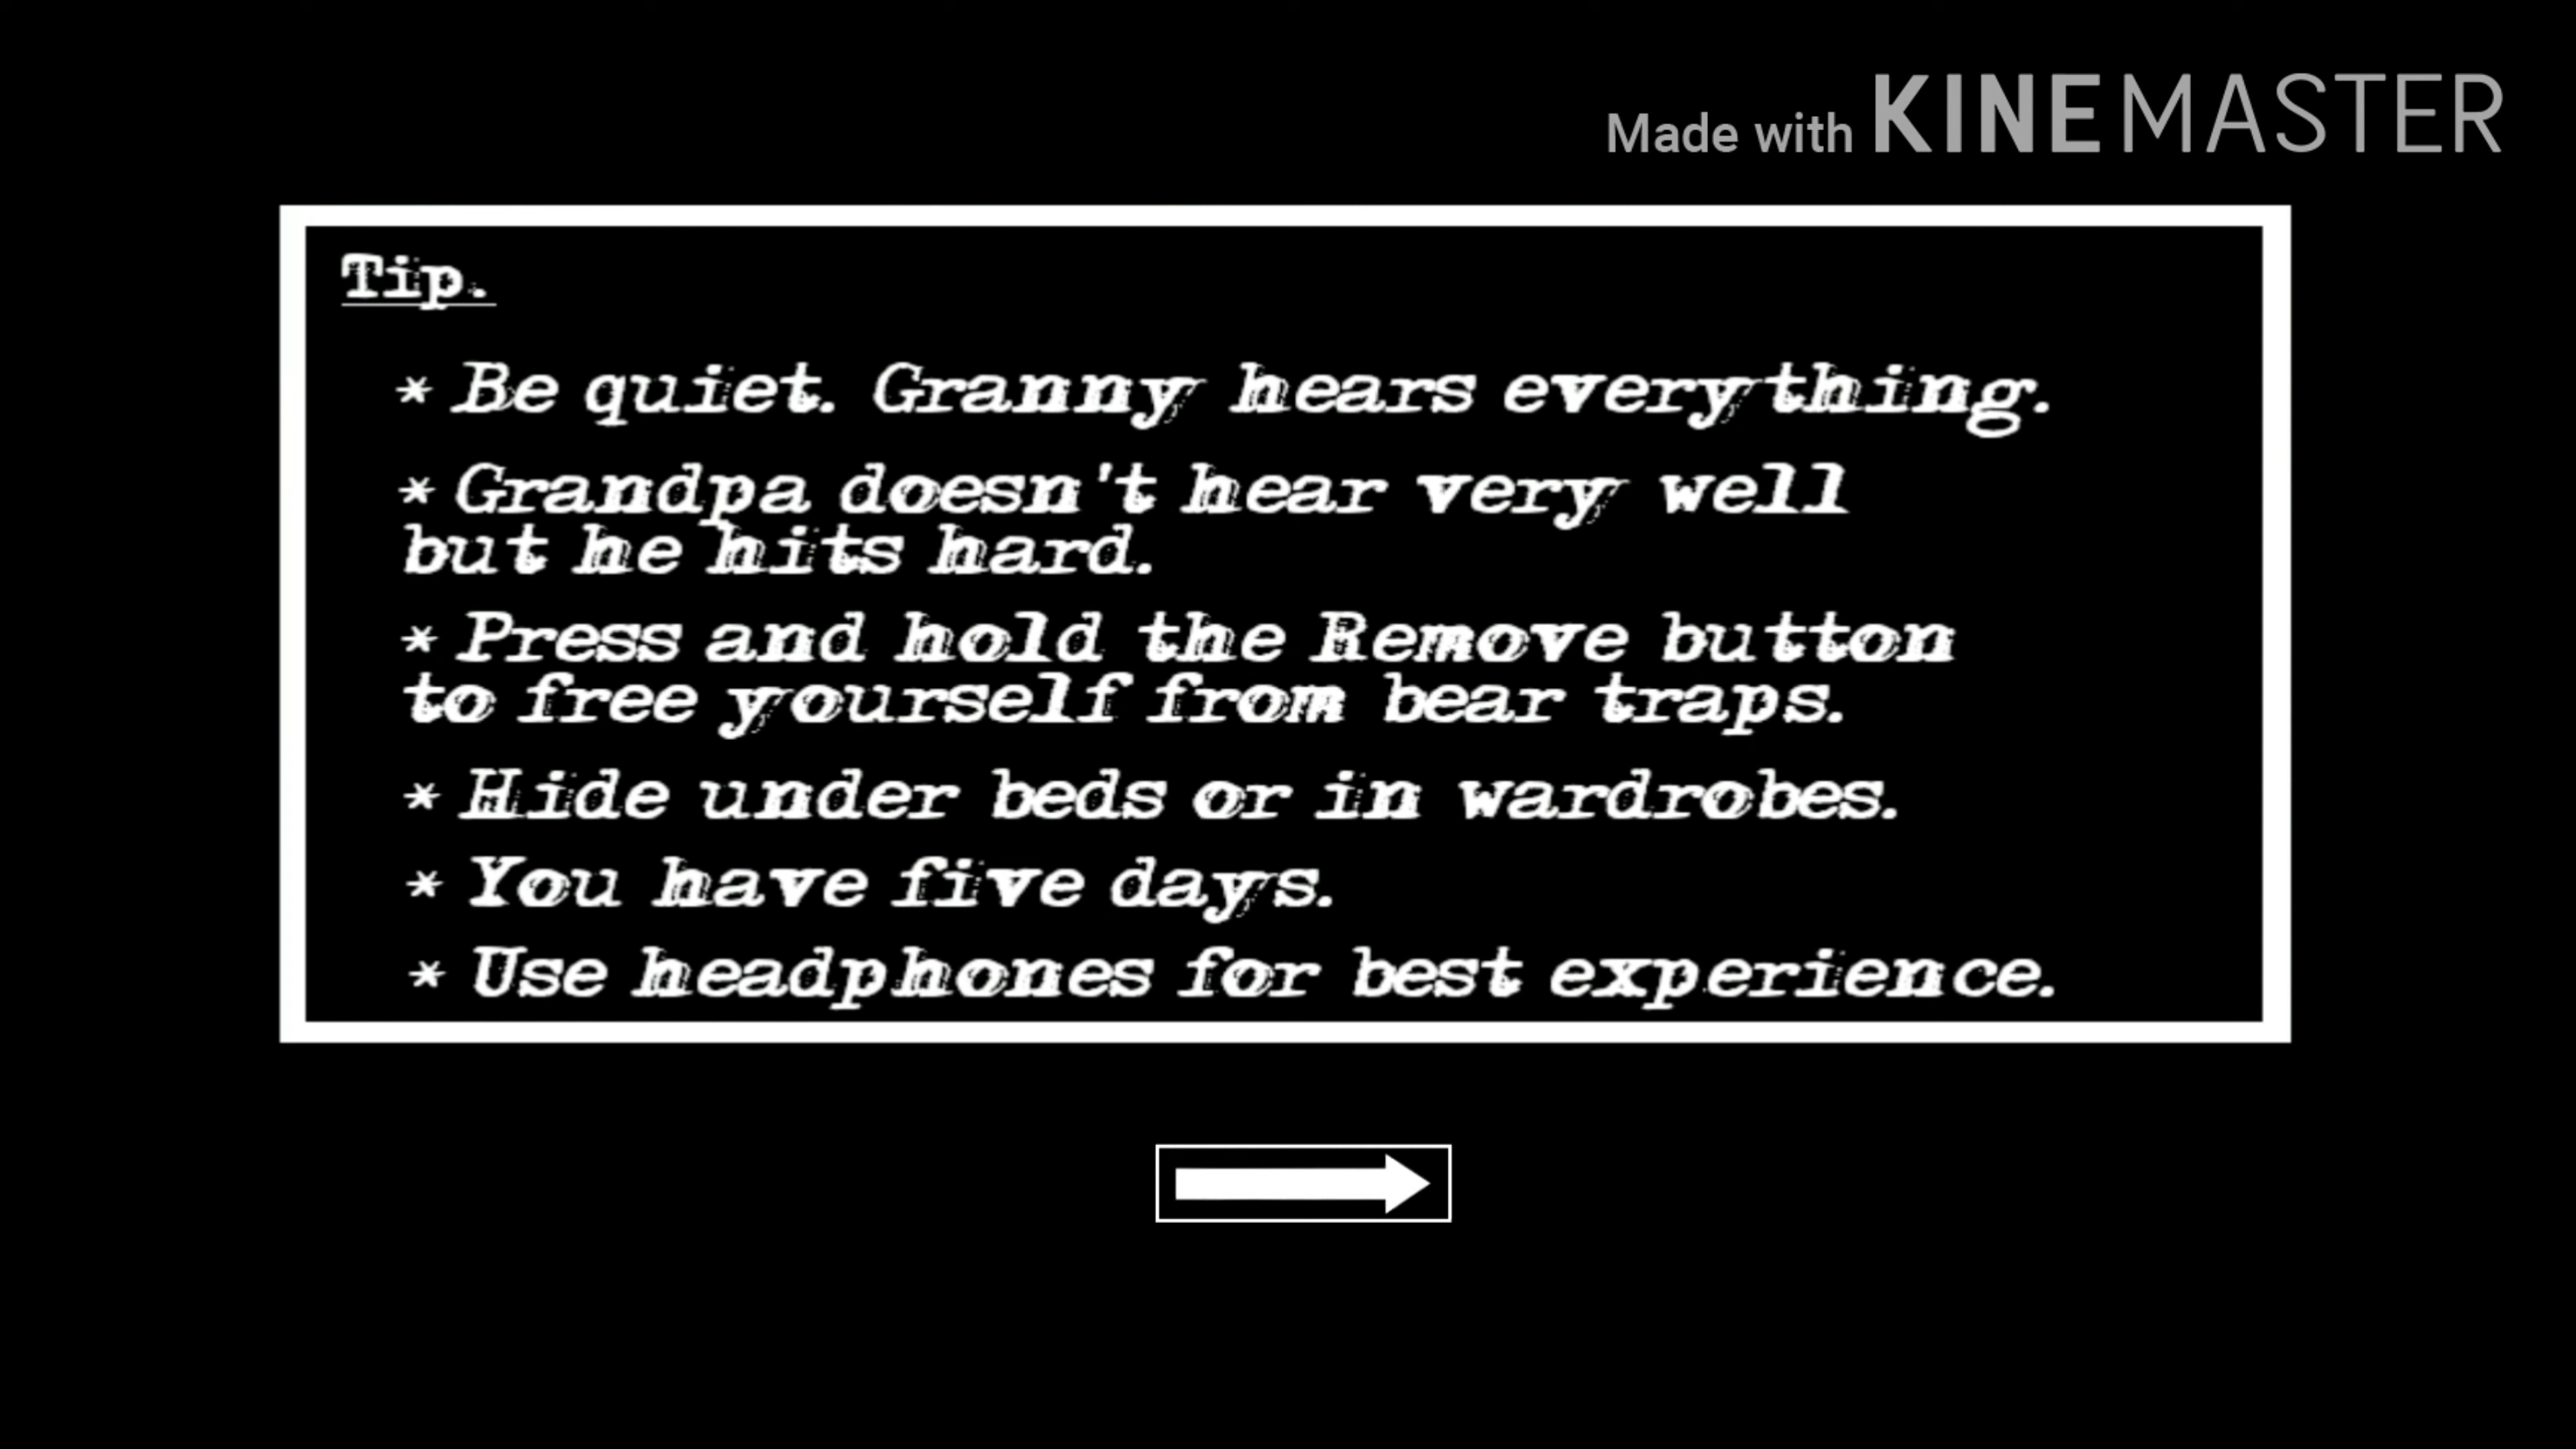 Made with KINEMASTER
Tip.
* Be quiet. Granny hears everything.
* Grandpa doesn't hear very well
but he hits hard.
* Press and hold the Remove button
to free yourself from bear traps.
* Hide under beds or in wardrobes.
* You have five days.
* Use headphones for best experience.